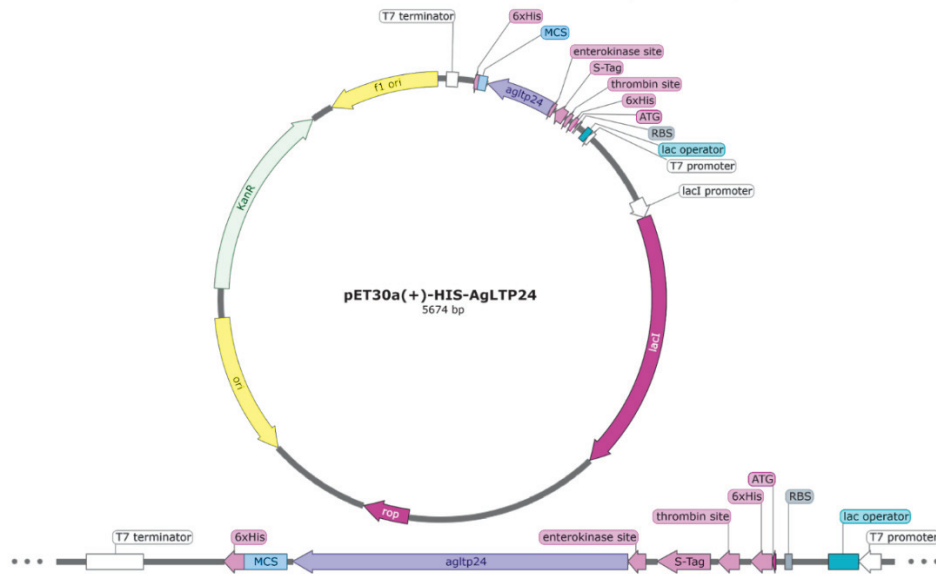 T7 terminator
6xHis
MCS
enterokinase site
S-Tag
thrombin site
6xHis
ATG
RBS
lac operator
T7 promoter
lacI promoter
agltp24
f1 ori
KanR
lacI
pET30a(+)-HIS-AgLTP24
5674 bp
ori
rop
ATG
6xHis
RBS
T7 terminator
6xHis
enterokinase site
thrombin site
lac operator
T7 promoter
MCS
agltp24
S-Tag